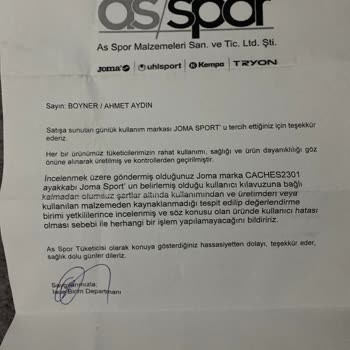 as/spor
As Spor Malzemeleri San. ve Tic. Ltd. Şti.
Joma uhlsport Kempa TRYON
Sayın: BOYNER / AHMET AYDIN
Satışa sunulan günlük kullanım markası JOMA SPORT' u tercih ettiğiniz için teşekkür
ederiz.
Her bir ürünümüz tüketicilerimizin rahat kullanımı, sağlığı ve ürün dayanıklılığı göz
önüne alınarak üretilmiş ve kontrollerden geçirilmiştir.
İncelenmek üzere göndermiş olduğunuz Joma marka CACHES2301
ayakkabı Joma Sport' un belirlemiş olduğu kullanıcı kılavuzuna bağlı
kalmadan olumsuz şartlar altında kullanımından ve üretimden veya
kullanılan malzemeden kaynaklanmadığı tespit edilip değerlendirme
birimi yetkililerince incelenmiş ve söz konusu olan üründe kullanıcı hatası
olması sebebi ile herhangi bir işlem yapılamayacağını bildiririz.
As Spor Tüketicisi olarak konuya gösterdiğiniz hassasiyetten dolayı, teşekkür eder,
sağlık dolu günler dileriz.
Saygılarımızla:
İade Birim Departmanı